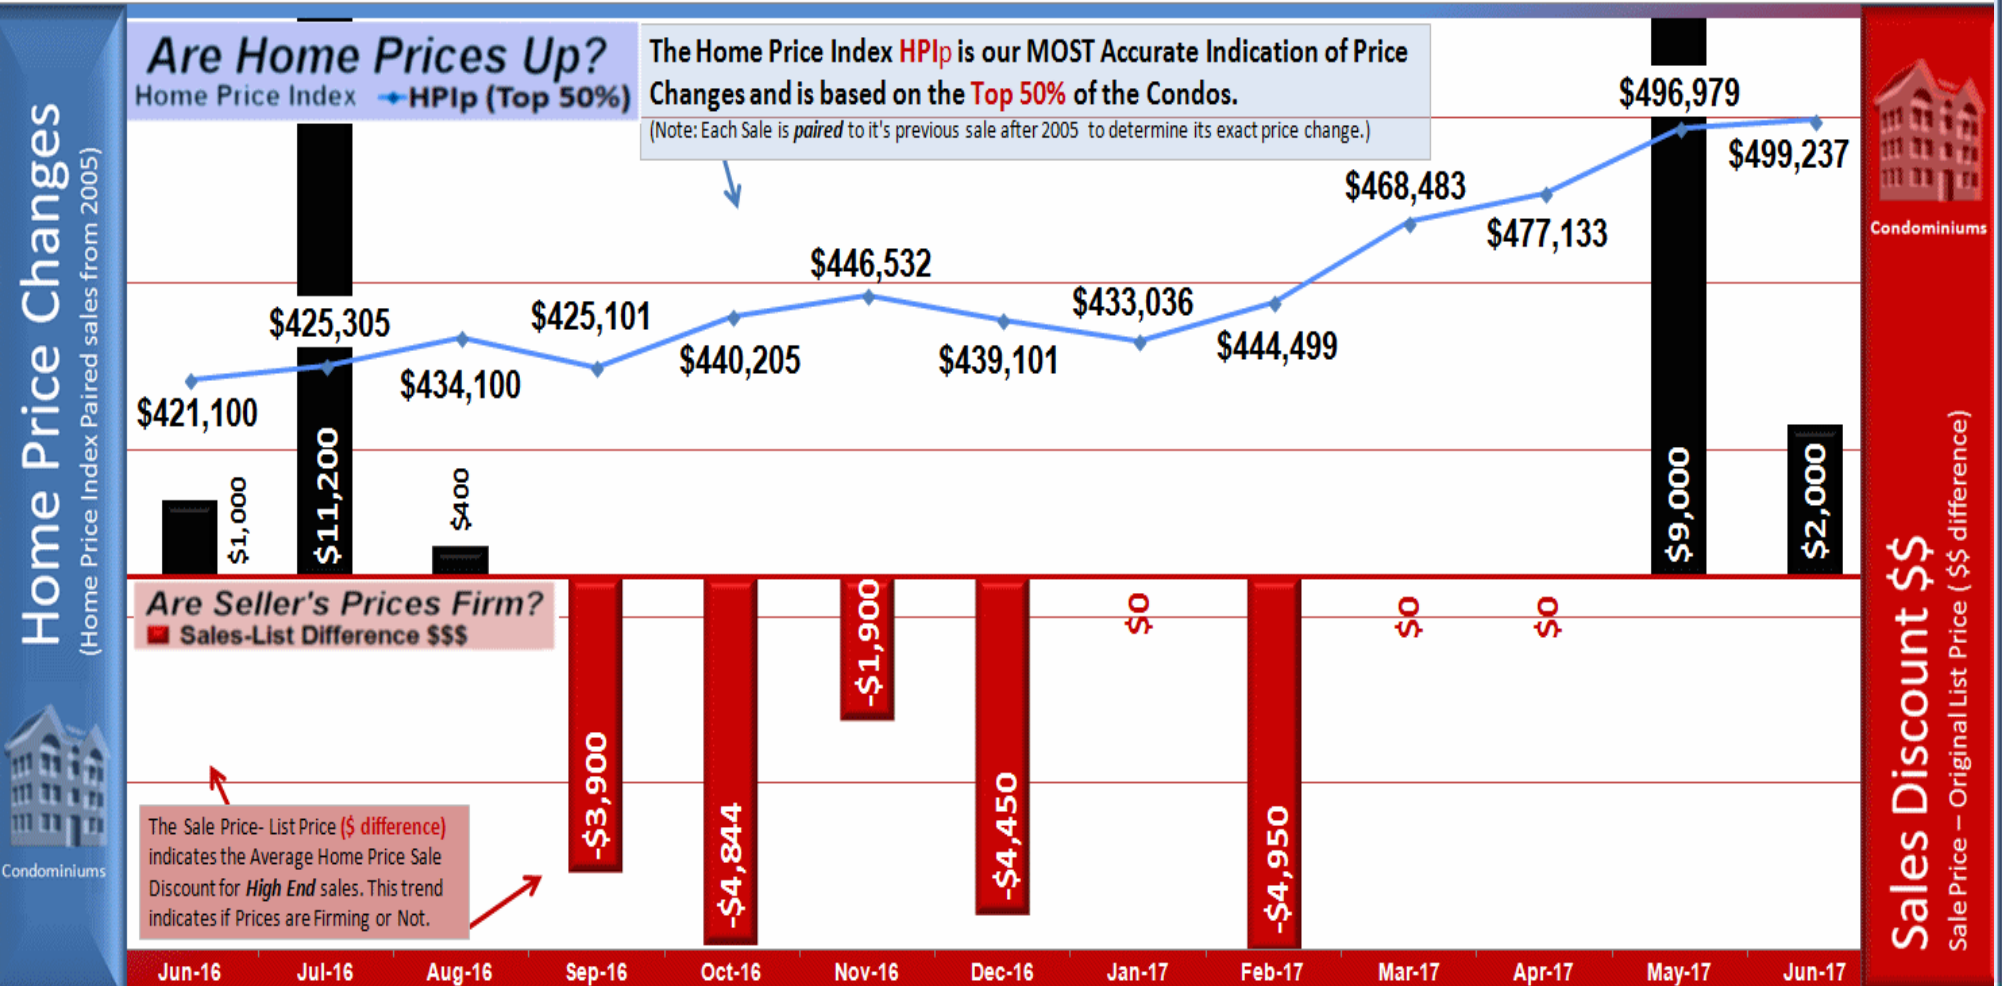 Home Price Changes
(Home Price Index Paired sales from 2005)
Condominiums
Are Home Prices Up?
Home Price Index HPIp (Top 50%)
The Home Price Index HPIp is our MOST Accurate Indication of Price
Changes and is based on the Top 50% of the Condos.
(Note: Each Sale is paired to it's previous sale after 2005 to determine its exact price change.)
$421,100
$425,305
$434,100
$425,101
$440,205
$446,532
$439,101
$433,036
$444,499
$468,483
$477,133
$496,979
$499,237
$1,000
$11,200
$400
$9,000
$2,000
Are Seller's Prices Firm?
Sales-List Difference $$$
-$3,900
-$4,844
-$1,900
-$4,450
$0
-$4,950
$0
$0
The Sale Price- List Price ($ difference)
indicates the Average Home Price Sale
Discount for High End sales. This trend
indicates if Prices are Firming or Not.
Jun-16 Jul-16 Aug-16 Sep-16 Oct-16 Nov-16 Dec-16 Jan-17 Feb-17 Mar-17 Apr-17 May-17 Jun-17
Condominiums
Sales Discount $$
Sale Price – Original List Price ( $$ difference)